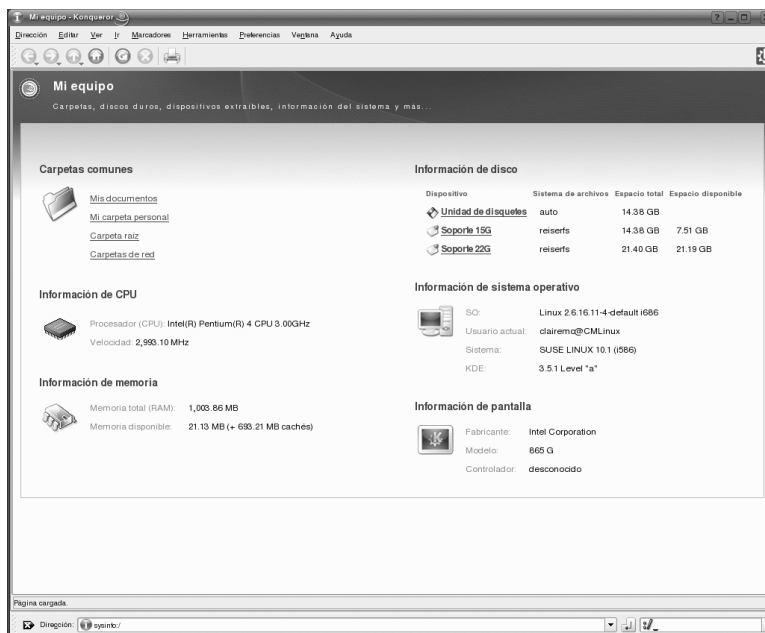 Mi equipo - Konqueror
Dirección Editar Ver Ir Marcadores Herramientas Preferencias Ventana Ayuda
Mi equipo
Carpetas, discos duros, dispositivos extraíbles, información del sistema y más...
Carpetas comunes
Mis documentos
Mi carpeta personal
Carpeta raíz
Carpetas de red
Información de CPU
Procesador (CPU): Intel(R) Pentium(R) 4 CPU 3.00GHz
Velocidad: 2,993.10 MHz
Información de memoria
Memoria total (RAM): 1,003.86 MB
Memoria disponible: 21.13 MB (+ 693.21 MB cachés)
Información de disco
Dispositivo Sistema de archivos Espacio total Espacio disponible
Unidad de disquetes auto 14.38 GB
Soporte 15G reiserfs 14.38 GB 7.51 GB
Soporte 22G reiserfs 21.40 GB 21.19 GB
Información de sistema operativo
SO: Linux 2.6.16.11-4-default i686
Usuario actual: clairemc@CMLinux
Sistema: SUSE LINUX 10.1 (i586)
KDE: 3.5.1 Level "a"
Información de pantalla
Fabricante: Intel Corporation
Modelo: 865 G
Controlador: desconocido
Página cargada.
Dirección: sysinfo:/